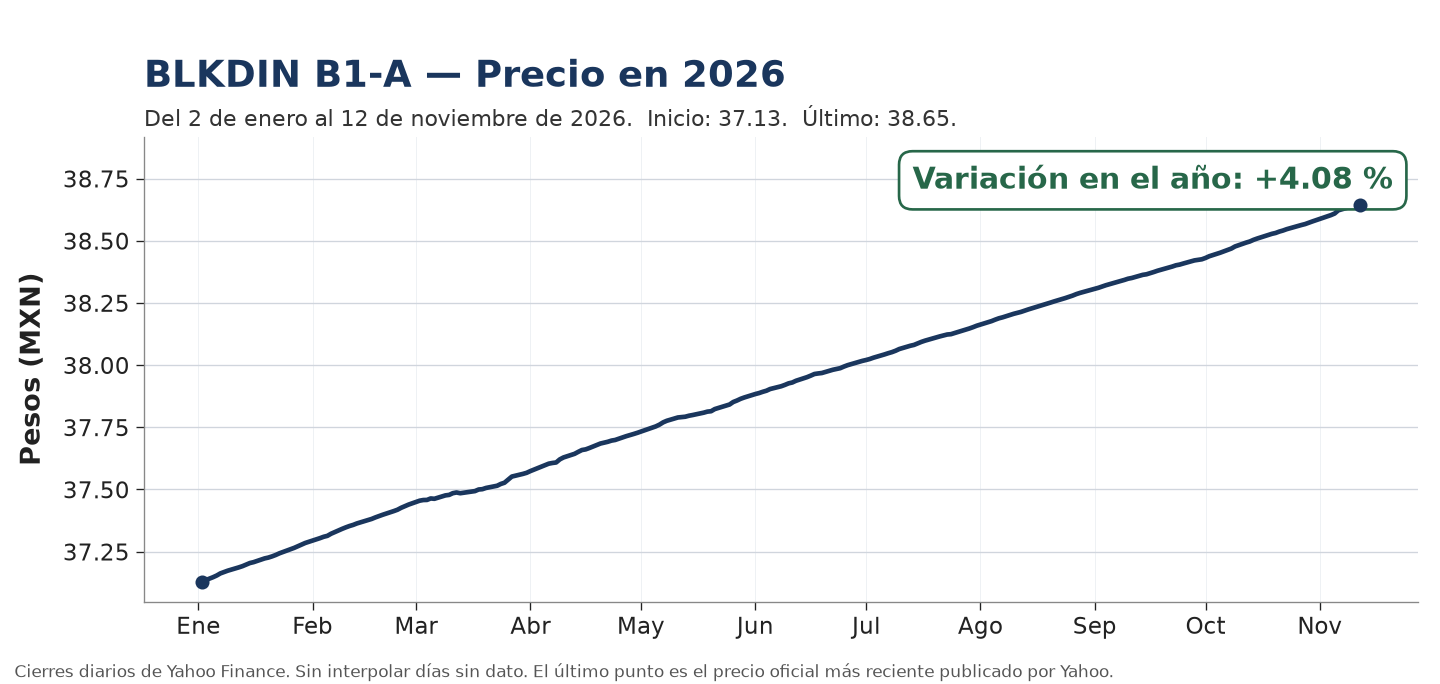 BLKDIN B1-A — Precio en 2026
Del 2 de enero al 12 de noviembre de 2026.  Inicio: 37.13.  Último: 38.65.
Variación en el año: +4.08 %
Pesos (MXN)
38.75
38.50
38.25
38.00
37.75
37.50
37.25
Ene Feb Mar Abr May Jun Jul Ago Sep Oct Nov
Cierres diarios de Yahoo Finance. Sin interpolar días sin dato. El último punto es el precio oficial más reciente publicado por Yahoo.